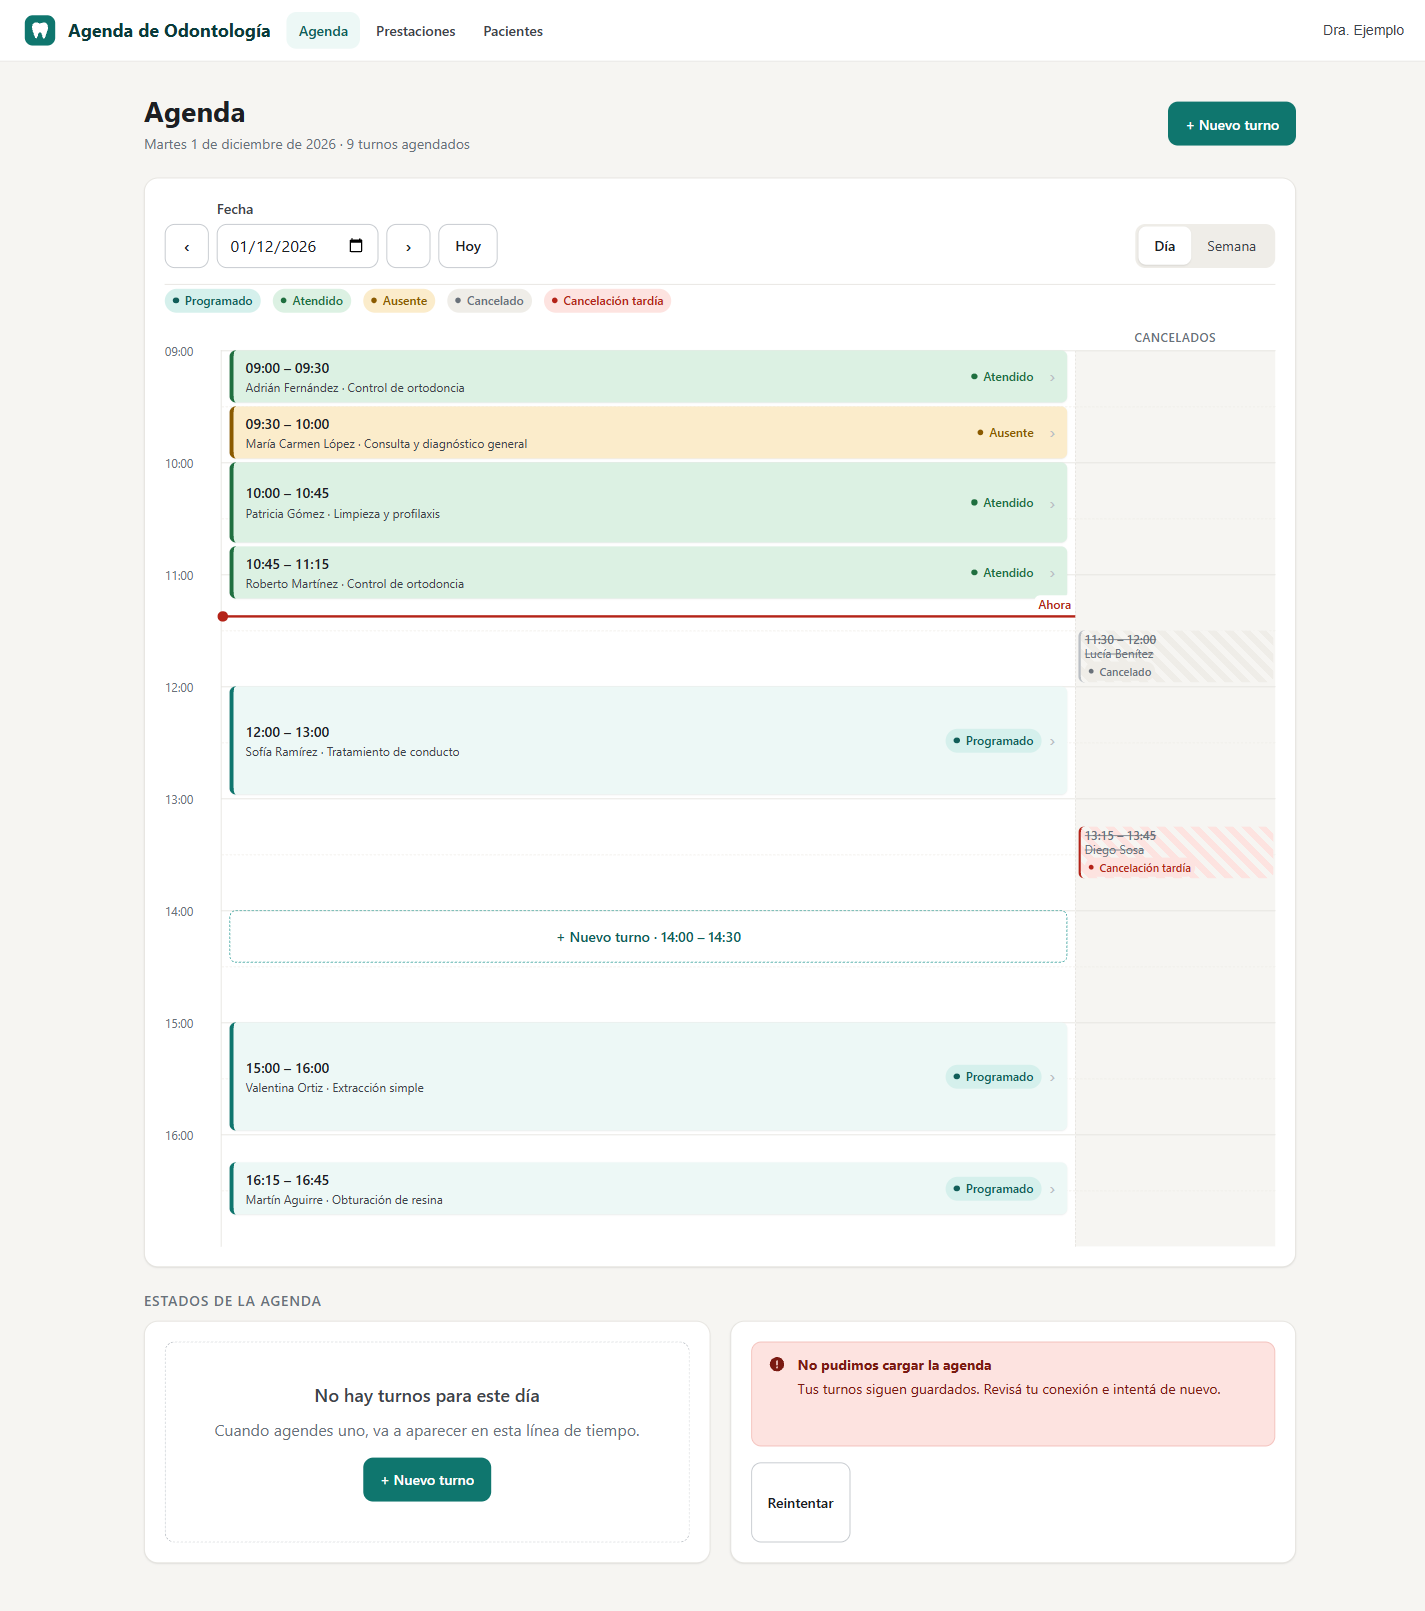 Agenda de Odontología
Agenda
Prestaciones
Pacientes
Dra. Ejemplo
Agenda
Martes 1 de diciembre de 2026 · 9 turnos agendados
+ Nuevo turno
Fecha
‹
01/12/2026
›
Hoy
Día
Semana
Programado
Atendido
Ausente
Cancelado
Cancelación tardía
CANCELADOS
09:00
09:00 – 09:30
Adrián Fernández · Control de ortodoncia
Atendido ›
09:30 – 10:00
María Carmen López · Consulta y diagnóstico general
Ausente ›
10:00
10:00 – 10:45
Patricia Gómez · Limpieza y profilaxis
Atendido ›
10:45 – 11:15
Roberto Martínez · Control de ortodoncia
Atendido ›
11:00
Ahora
11:30 – 12:00
Lucía Benítez
Cancelado
12:00
12:00 – 13:00
Sofía Ramírez · Tratamiento de conducto
Programado ›
13:00
13:15 – 13:45
Diego Sosa
Cancelación tardía
14:00
+ Nuevo turno · 14:00 – 14:30
15:00
15:00 – 16:00
Valentina Ortiz · Extracción simple
Programado ›
16:00
16:15 – 16:45
Martín Aguirre · Obturación de resina
Programado ›
ESTADOS DE LA AGENDA
No hay turnos para este día
Cuando agendes uno, va a aparecer en esta línea de tiempo.
+ Nuevo turno
No pudimos cargar la agenda
Tus turnos siguen guardados. Revisá tu conexión e intentá de nuevo.
Reintentar